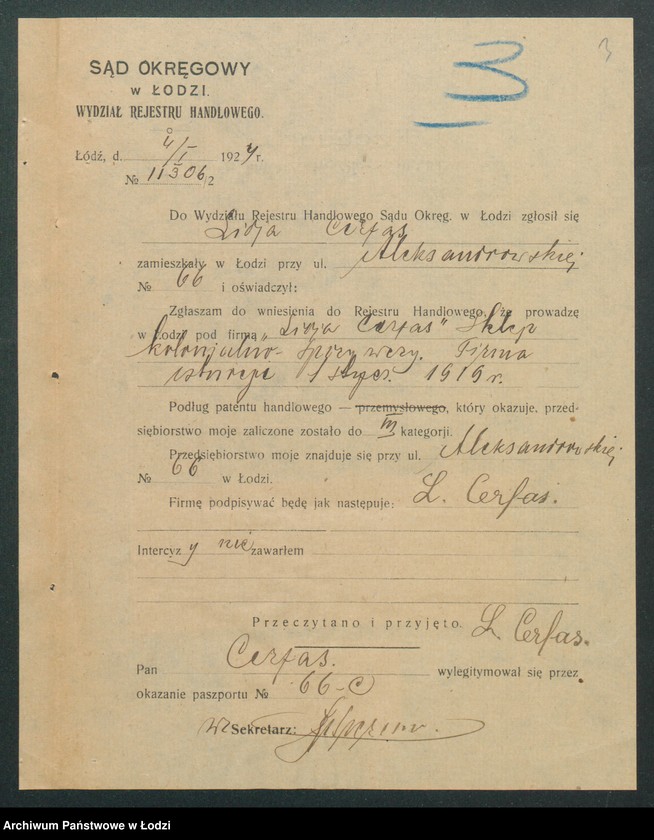 3
13
SĄD OKRĘGOWY
w ŁODZI.
WYDZIAŁ REJESTRU HANDLOWEGO.
Łódź, d. 4/I 1924 r.
№ 11306/2
Do Wydziału Rejestru Handlowego Sądu Okręg. w Łodzi zgłosił się
Lidja Cerfas
zamieszkały w Łodzi przy ul. Aleksandrowskiej
№ 66 i oświadczył:
Zgłaszam do wniesienia do Rejestru Handlowego, że prowadzę
w Łodzi pod firmą „Lidja Cerfas" Sklep
kolonjalno-spożywczy. Firma
istnieje 1 stycz. 1919 r.
Podług patentu handlowego — przemysłowego, który okazuje, przed-
siębiorstwo moje zaliczone zostało do III kategorji.
Przedsiębiorstwo moje znajduje się przy ul. Aleksandrowskiej
№ 66 w Łodzi.
Firmę podpisywać będę jak następuje: L. Cerfas.
Intercyzy nie zawarłem
Przeczytano i przyjęto. L. Cerfas.
Pan Cerfas. wylegitymował się przez
okazanie paszportu № 66-C
Sekretarz:
Archiwum Państwowe w Łodzi